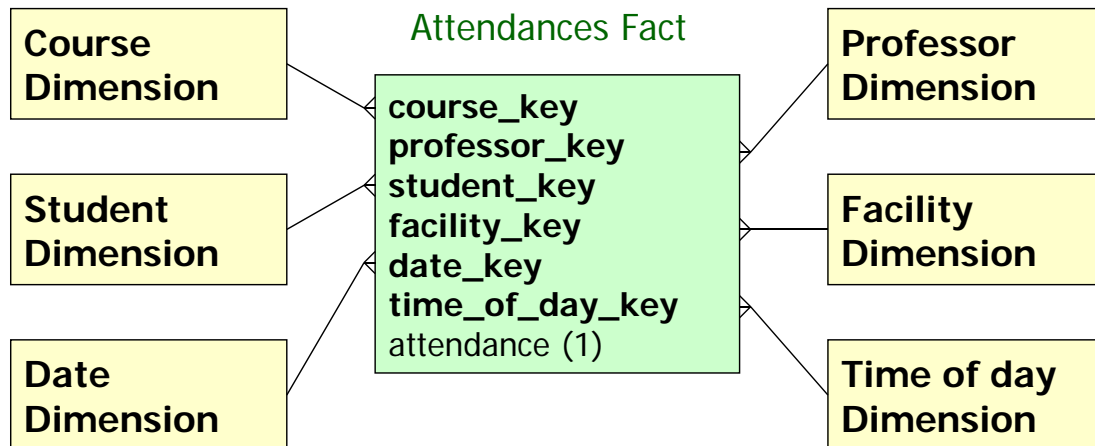 Attendances Fact
Course
Dimension
Student
Dimension
Date
Dimension
course_key
professor_key
student_key
facility_key
date_key
time_of_day_key
attendance (1)
Professor
Dimension
Facility
Dimension
Time of day
Dimension